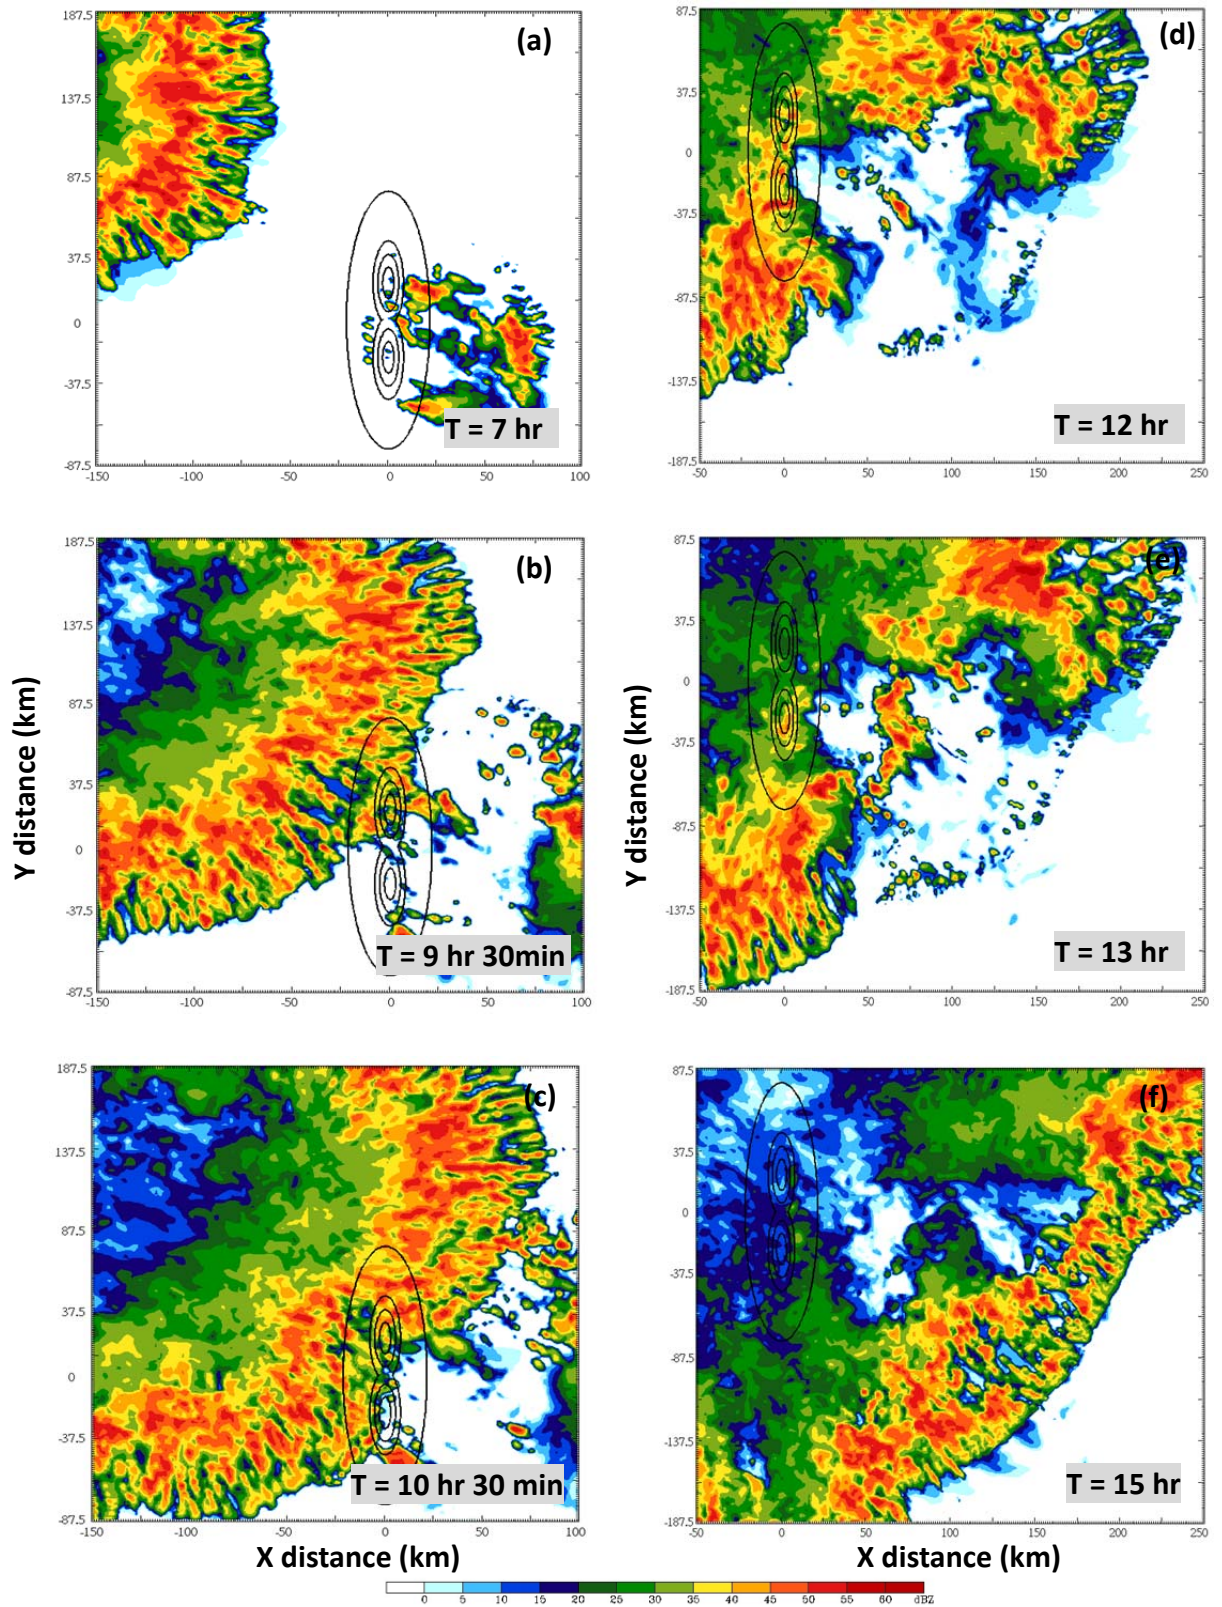 (a)
187.5
137.5
87.5
37.5
0
-37.5
-87.5
-150 -100 -50 0 50 100
T = 7 hr
(d)
87.5
37.5
0
-37.5
-87.5
-137.5
-187.5
-50 0 50 100 150 200 250
T = 12 hr
(b)
187.5
137.5
87.5
37.5
0
-37.5
-87.5
-150 -100 -50 0 50 100
T = 9 hr 30min
(e)
87.5
37.5
0
-37.5
-87.5
-137.5
-187.5
-50 0 50 100 150 200 250
T = 13 hr
Y distance (km)
Y distance (km)
(c)
187.5
137.5
87.5
37.5
0
-37.5
-87.5
-150 -100 -50 0 50 100
T = 10 hr 30 min
(f)
87.5
37.5
0
-37.5
-87.5
-137.5
-187.5
-50 0 50 100 150 200 250
T = 15 hr
X distance (km)
X distance (km)
0 5 10 15 20 25 30 35 40 45 50 55 60 dBZ